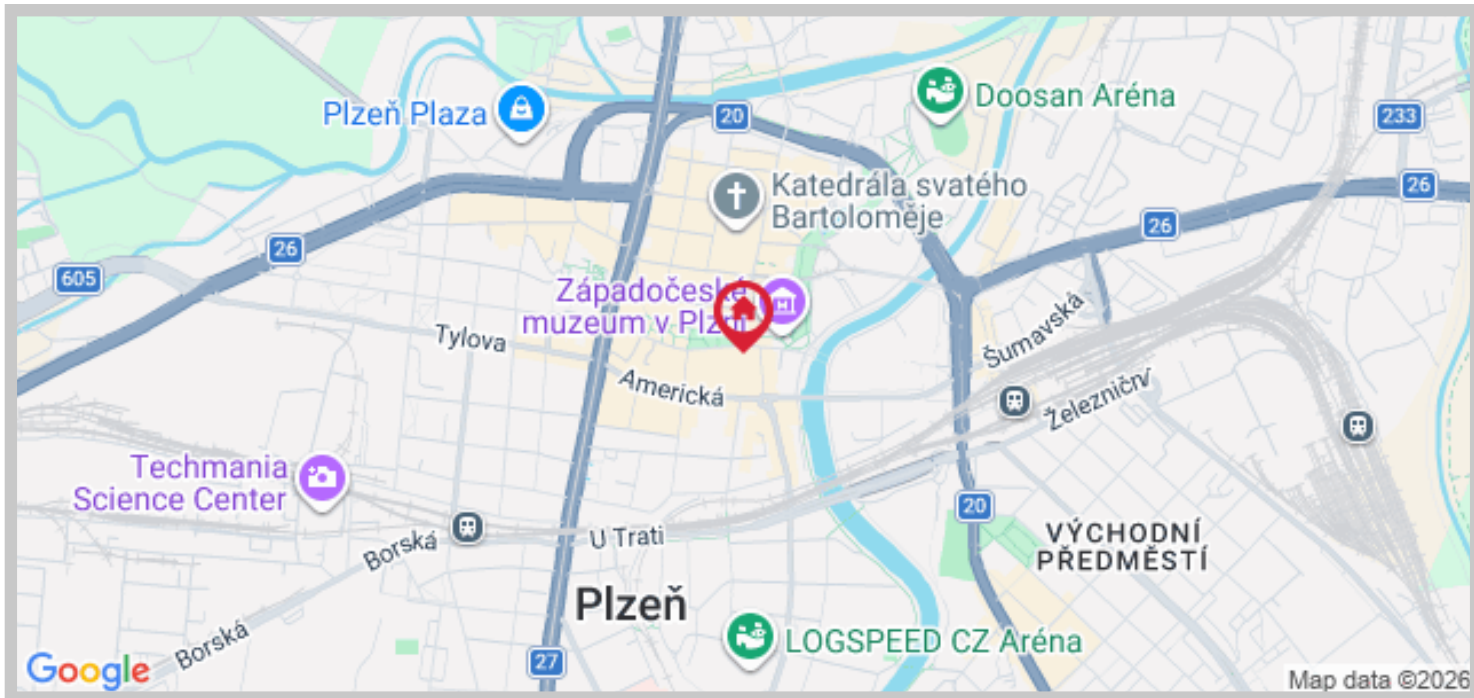 Plzeň Plaza
20
Doosan Aréna
233
Katedrála svatého
Bartoloměje
26
26
26
605
Západočeské
muzeum v Plzni
Tylova
Šumavská
Americká
Železniční
Techmania
Science Center
20
Borská
U Trati
VÝCHODNÍ
PŘEDMĚSTÍ
Plzeň
LOGSPEED CZ Aréna
Borská
27
Google
Map data ©2026